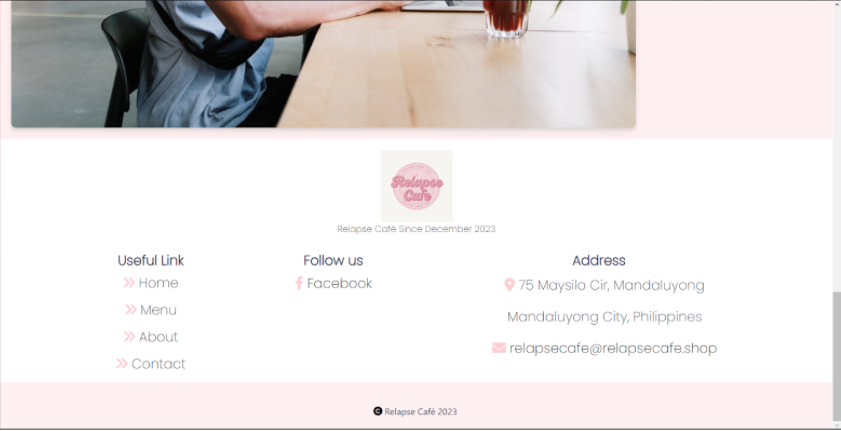 Relapse
Cafe
Relapse Café Since December 2023
Useful Link
Home
Menu
About
Contact
Follow us
Facebook
Address
75 Maysilo Cir, Mandaluyong
Mandaluyong City, Philippines
relapsecafe@relapsecafe.shop
Relapse Café 2023